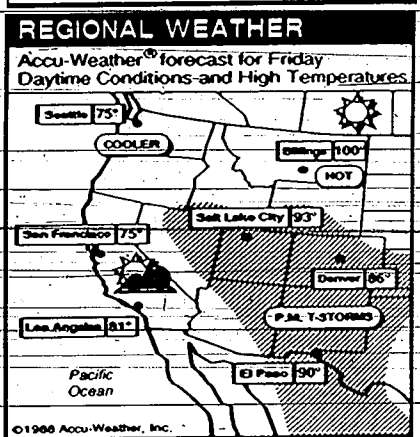 REGIONAL WEATHER
Accu-Weather® forecast for Friday
Daytime Conditions and High Temperatures
Seattle 75°
COOLER
Billings 100°
HOT
Salt Lake City 93°
San Francisco 75°
Denver 86°
Los Angeles 81°
P.M. T-STORMS
El Paso 90°
Pacific
Ocean
©1988 Accu-Weather, Inc.